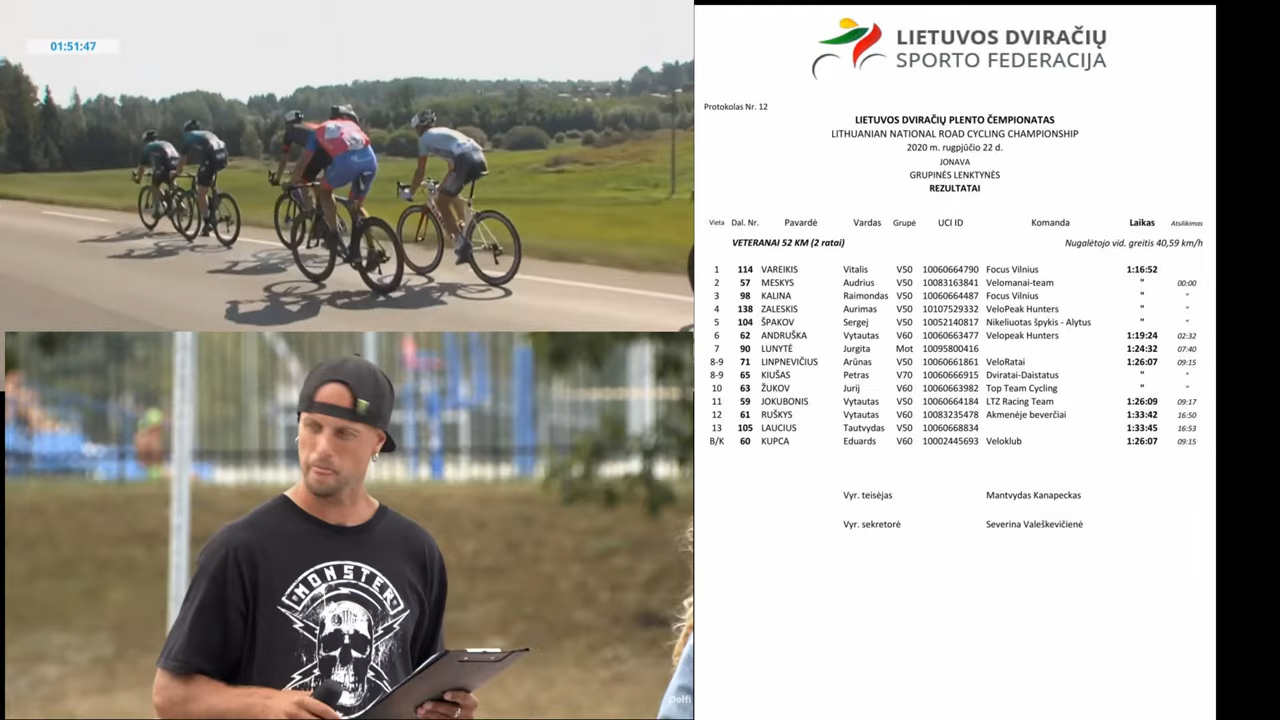 01:51:47
LIETUVOS DVIRAČIŲ
SPORTO FEDERACIJA
Protokolas Nr. 12
LIETUVOS DVIRAČIŲ PLENTO ČEMPIONATAS
LITHUANIAN NATIONAL ROAD CYCLING CHAMPIONSHIP
2020 m. rugpjūčio 22 d.
JONAVA
GRUPINĖS LENKTYNĖS
REZULTATAI
Vieta Dal. Nr. Pavardė Vardas Grupė UCI ID Komanda Laikas Atsilikimas
VETERANAI 52 KM (2 ratai) Nugalėtojo vid. greitis 40,59 km/h
1 114 VAREIKIS Vitalis V50 10060664790 Focus Vilnius 1:16:52
2 57 MESKYS Audrius V50 10083163841 Velomanai-team " 00:00
3 98 KALINA Raimondas V50 10060664487 Focus Vilnius " "
4 138 ZALESKIS Aurimas V50 10107529332 VeloPeak Hunters " "
5 104 ŠPAKOV Sergej V50 10052140817 Nikeliuotas špykis - Alytus " "
6 62 ANDRUŠKA Vytautas V60 10060663477 Velopeak Hunters 1:19:24 02:32
7 90 LUNYTĖ Jurgita Mot 10095800416 1:24:32 07:40
8-9 71 LINPNEVIČIUS Arūnas V50 10060661861 VeloRatai 1:26:07 09:15
8-9 65 KIUŠAS Petras V70 10060666915 Dviratai-Daistatus " "
10 63 ŽUKOV Jurij V60 10060663982 Top Team Cycling " "
11 59 JOKUBONIS Vytautas V50 10060664184 LTZ Racing Team 1:26:09 09:17
12 61 RUŠKYS Vytautas V60 10083235478 Akmenėje beverčiai 1:33:42 16:50
13 105 LAUCIUS Tautvydas V50 10060668834 1:33:45 16:53
B/K 60 KUPCA Eduards V60 10002445693 Veloklub 1:26:07 09:15
Vyr. teisėjas Mantvydas Kanapeckas
Vyr. sekretorė Severina Valeškevičienė
MONSTER
Delfi